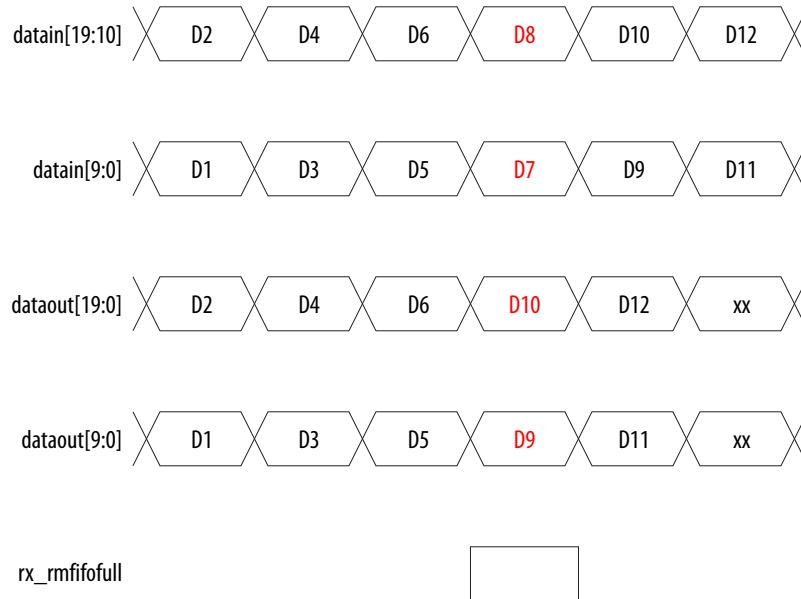 datain[19:10] D2 D4 D6 D8 D10 D12
datain[9:0] D1 D3 D5 D7 D9 D11
dataout[19:0] D2 D4 D6 D10 D12 xx
dataout[9:0] D1 D3 D5 D9 D11 xx
rx_rmfifofull